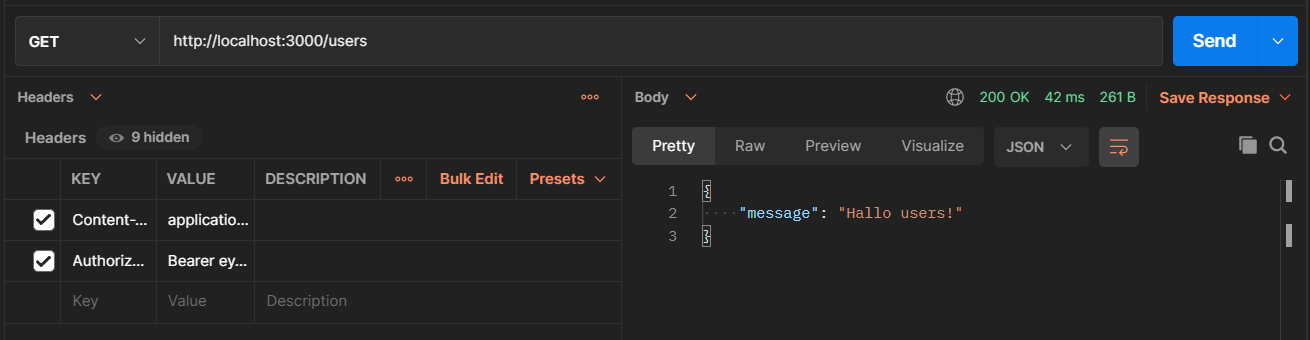 GET http://localhost:3000/users Send
Headers
Headers 9 hidden
KEY VALUE DESCRIPTION Bulk Edit Presets
Content-... applicatio...
Authoriz... Bearer ey...
Key Value Description
Body 200 OK 42 ms 261 B Save Response
Pretty Raw Preview Visualize JSON
1 {
2 "message": "Hallo users!"
3 }